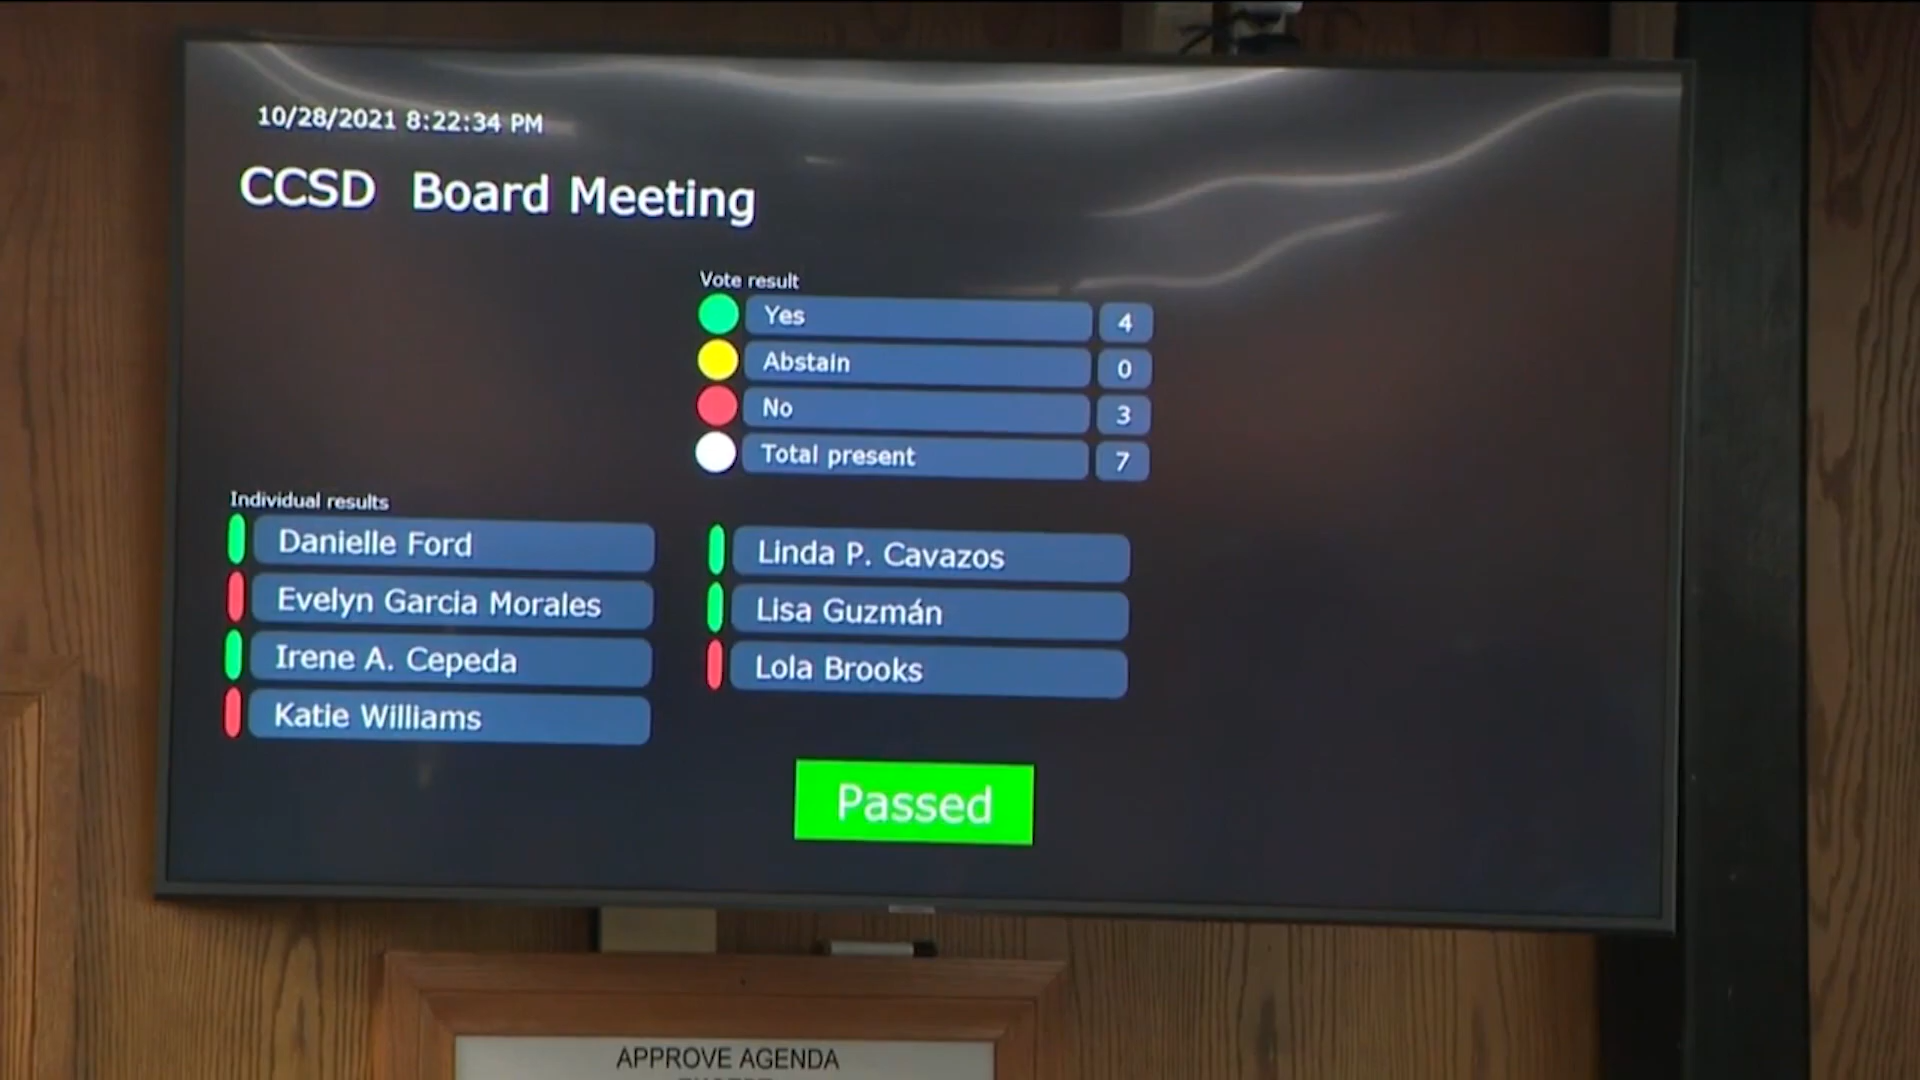 10/28/2021 8:22:34 PM
CCSD Board Meeting
Vote result
Yes 4
Abstain 0
No 3
Total present 7
Individual results
Danielle Ford
Evelyn Garcia Morales
Irene A. Cepeda
Katie Williams
Linda P. Cavazos
Lisa Guzmán
Lola Brooks
Passed
APPROVE AGENDA